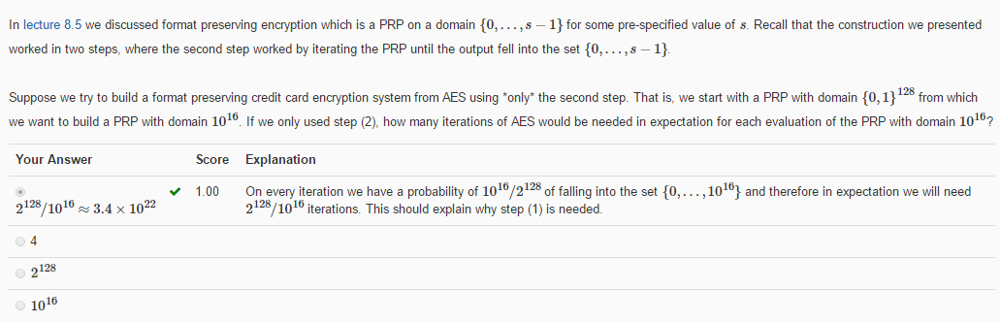 In lecture 8.5 we discussed format preserving encryption which is a PRP on a domain {0, . . . , s − 1} for some pre-specified value of s. Recall that the construction we presented
worked in two steps, where the second step worked by iterating the PRP until the output fell into the set {0, . . . , s − 1}.
Suppose we try to build a format preserving credit card encryption system from AES using *only* the second step. That is, we start with a PRP with domain {0, 1}^128 from which
we want to build a PRP with domain 10^16. If we only used step (2), how many iterations of AES would be needed in expectation for each evaluation of the PRP with domain 10^16?
Your Answer Score Explanation
✔ 1.00 On every iteration we have a probability of 10^16/2^128 of falling into the set {0, . . . , 10^16} and therefore in expectation we will need
2^128/10^16 ≈ 3.4 × 10^22 2^128/10^16 iterations. This should explain why step (1) is needed.
4
2^128
10^16